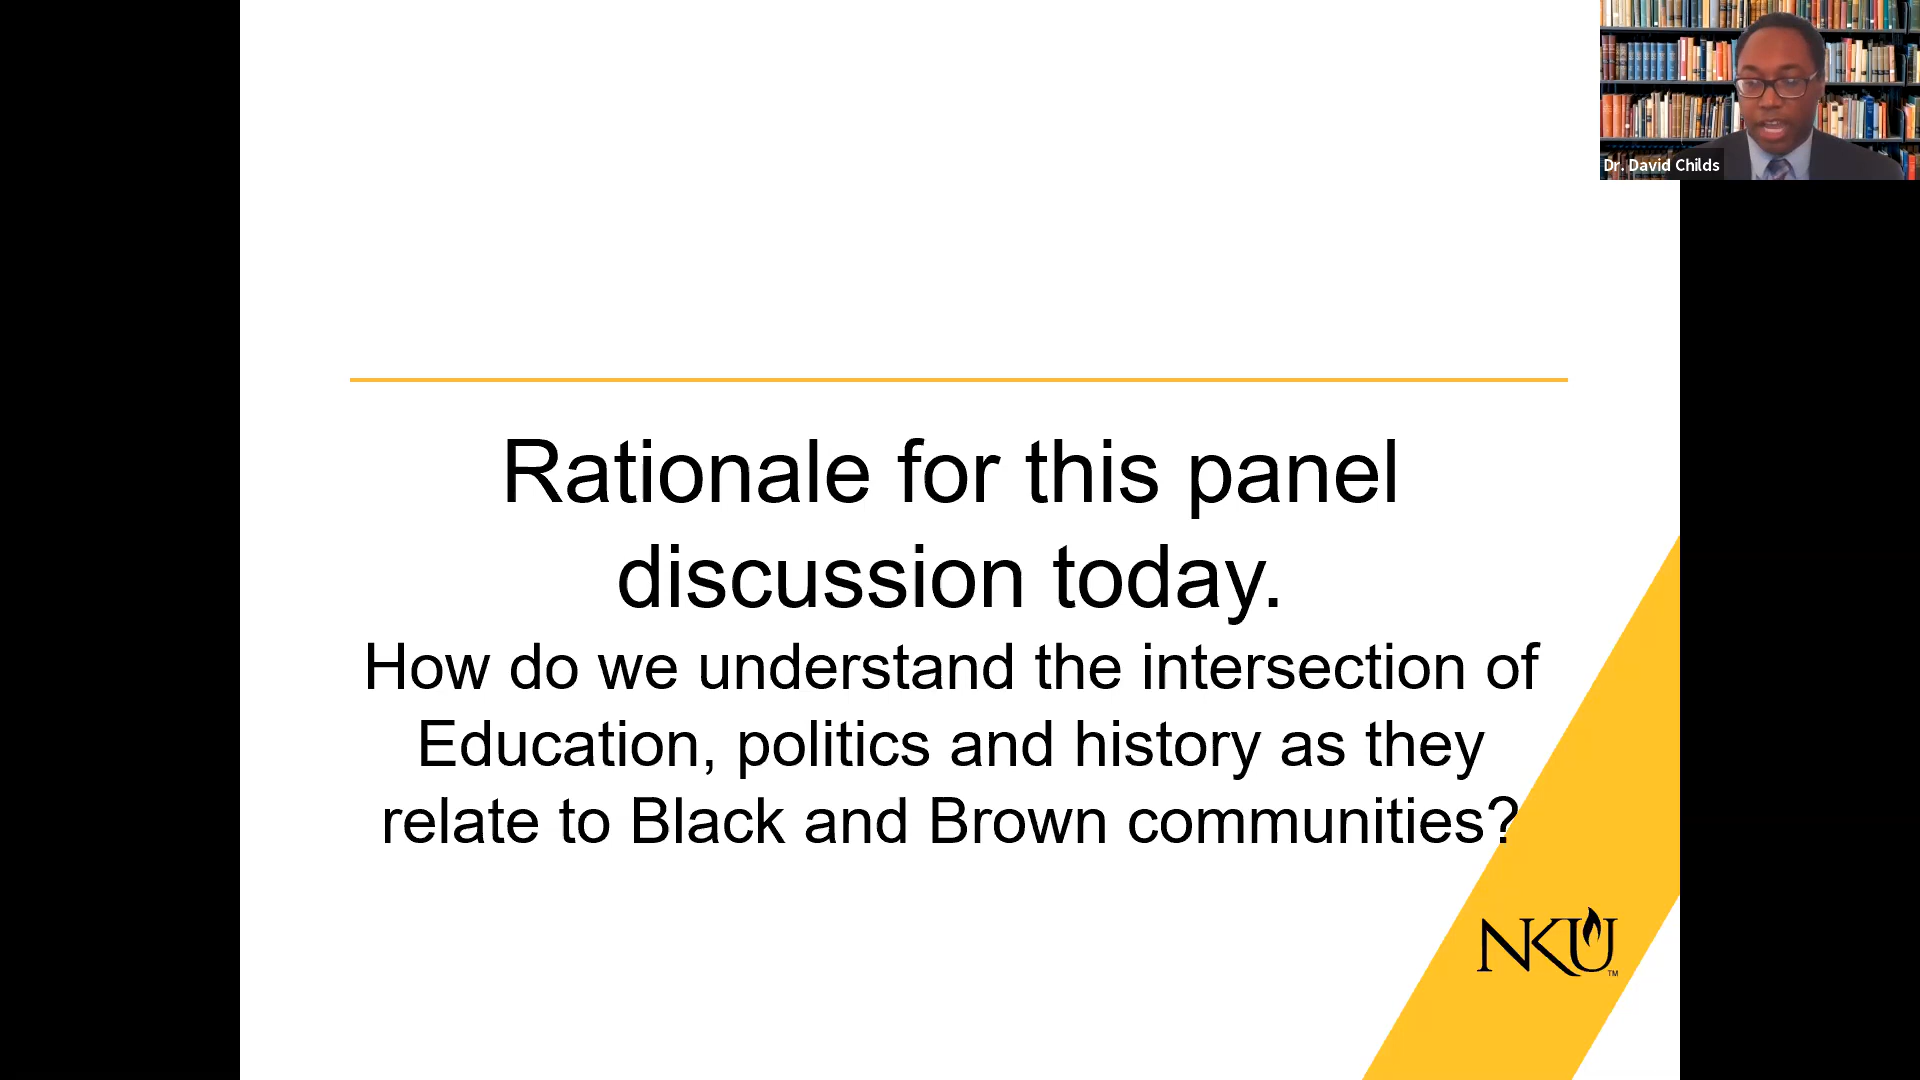 Dr. David Childs
Rationale for this panel
discussion today.
How do we understand the intersection of
Education, politics and history as they
relate to Black and Brown communities?
NKU
TM